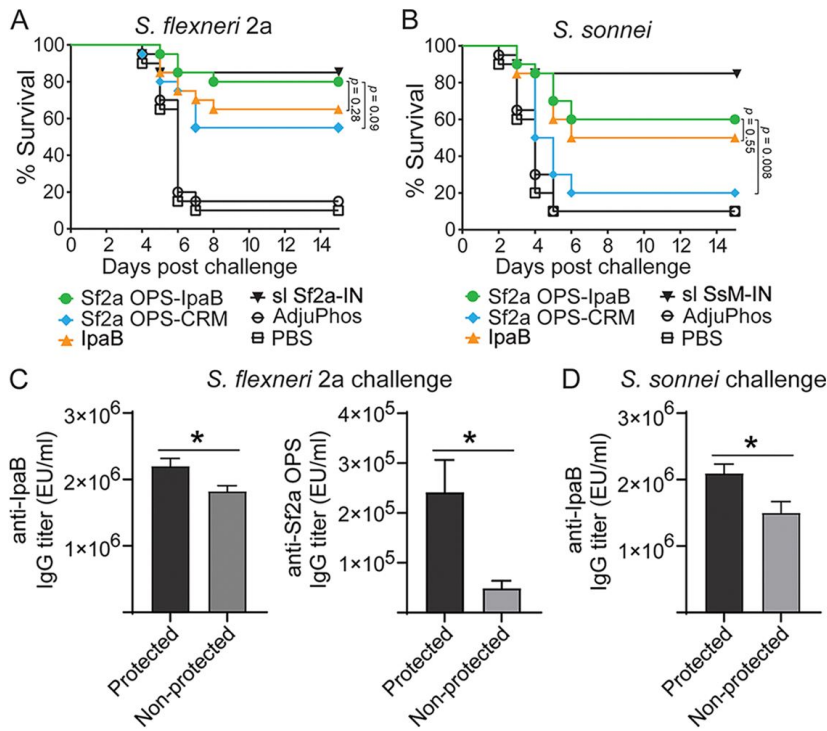 A
S. flexneri 2a
B
S. sonnei
% Survival
100
80
60
40
20
0
0 2 4 6 8 10 12 14
Days post challenge
p = 0.28
p = 0.09
% Survival
100
80
60
40
20
0
0 2 4 6 8 10 12 14
Days post challenge
p = 0.55
p = 0.008
Sf2a OPS-IpaB
Sf2a OPS-CRM
IpaB
sl Sf2a-IN
AdjuPhos
PBS
Sf2a OPS-IpaB
Sf2a OPS-CRM
IpaB
sl SsM-IN
AdjuPhos
PBS
C
S. flexneri 2a challenge
D
S. sonnei challenge
anti-IpaB
IgG titer (EU/ml)
3×10⁶
2×10⁶
1×10⁶
*
Protected
Non-protected
anti-Sf2a OPS
IgG titer (EU/ml)
4×10⁵
3×10⁵
2×10⁵
1×10⁵
*
Protected
Non-protected
anti-IpaB
IgG titer (EU/ml)
3×10⁶
2×10⁶
1×10⁶
*
Protected
Non-protected